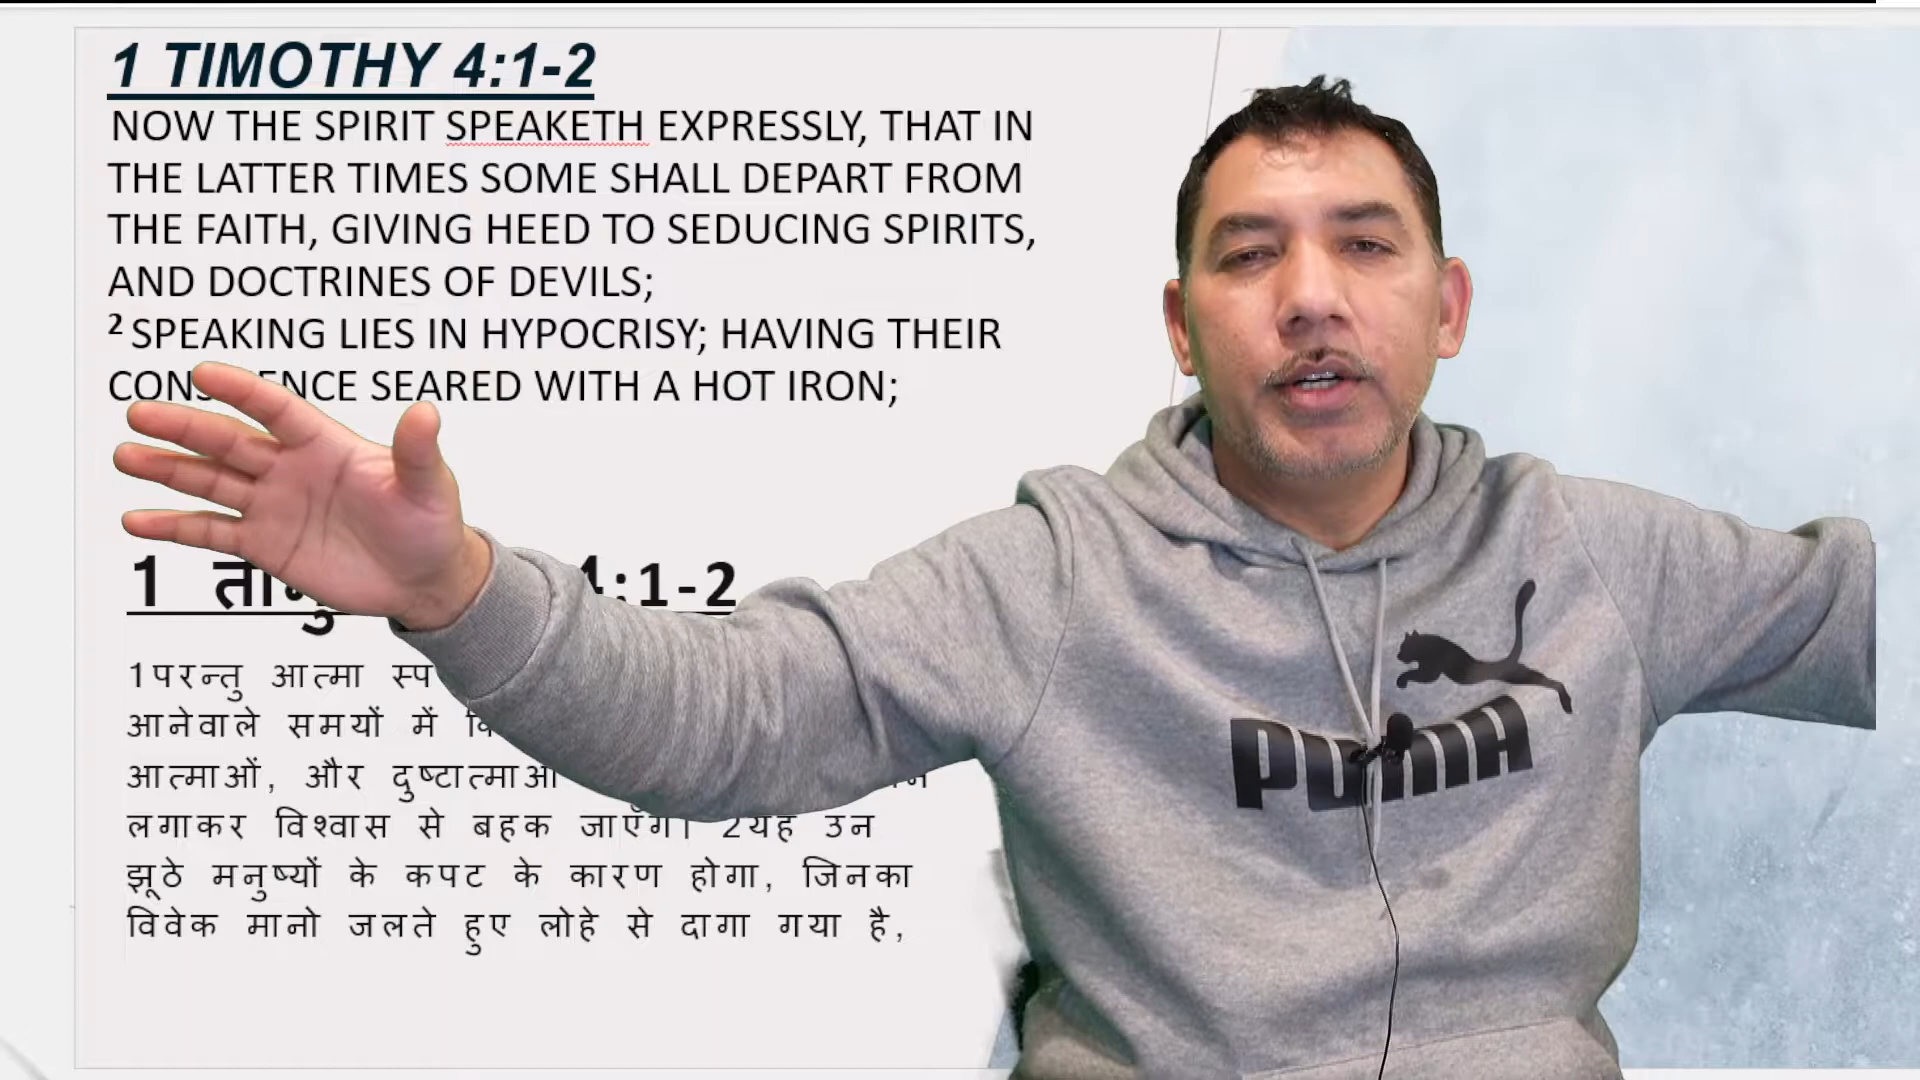 1 TIMOTHY 4:1-2
NOW THE SPIRIT SPEAKETH EXPRESSLY, THAT IN
THE LATTER TIMES SOME SHALL DEPART FROM
THE FAITH, GIVING HEED TO SEDUCING SPIRITS,
AND DOCTRINES OF DEVILS;
2 SPEAKING LIES IN HYPOCRISY; HAVING THEIR
SEARED WITH A HOT IRON;
1 4:1-2
1परन्तु आत्मा
आनेवाले समयों में
आत्माओं, और
लगाकर विश्वास से बहक जाएँगे। 2यह उन
झूठे मनुष्यों के कपट के कारण होगा, जिनका
विवेक मानो जलते हुए लोहे से दागा गया है,
PUMA